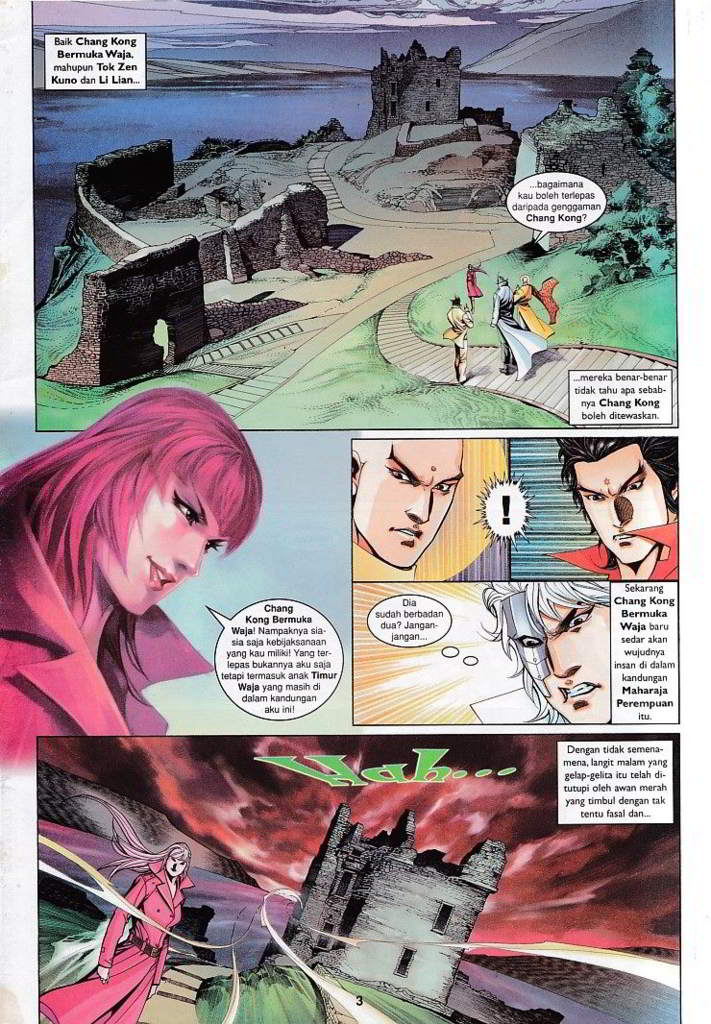 Baik Chang Kong
Bermuka Waja,
mahupun Tok Zen
Kuno dan Li Lian...
...bagaimana
kau boleh terlepas
daripada genggaman
Chang Kong?
...mereka benar-benar
tidak tahu apa sebab-
nya Chang Kong
boleh ditewaskan.
Chang
Kong Bermuka
Waja! Nampaknya sia-
sia saja kebijaksanaan
yang kau miliki! Yang ter-
lepas bukannya aku saja
tetapi termasuk anak Timur
Waja yang masih di
dalam kandungan
aku ini!
!
Dia
sudah berbadan
dua? Jangan-
jangan...
Sekarang
Chang Kong
Bermuka
Waja baru
sedar akan
wujudnya
insan di dalam
kandungan
Maharaja
Perempuan
itu.
Hah...
Dengan tidak semena-
mena, langit malam yang
gelap-gelita itu telah di-
tutupi oleh awan merah
yang timbul dengan tak
tentu fasal dan...
3